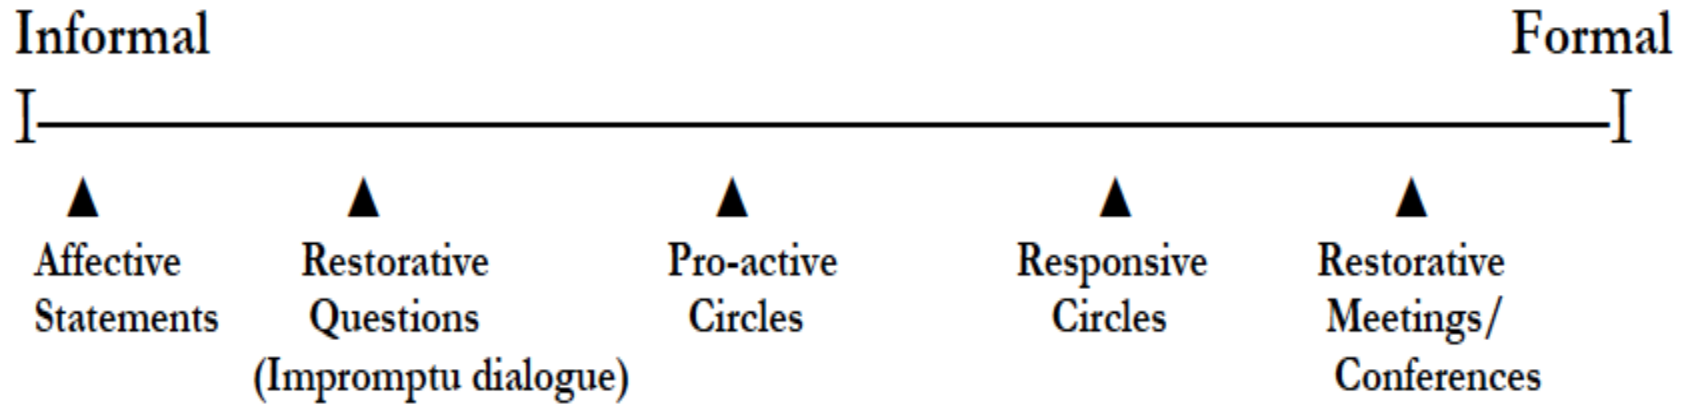 Informal
Formal
Affective
Statements
Restorative
Questions
(Impromptu dialogue)
Pro-active
Circles
Responsive
Circles
Restorative
Meetings/
Conferences